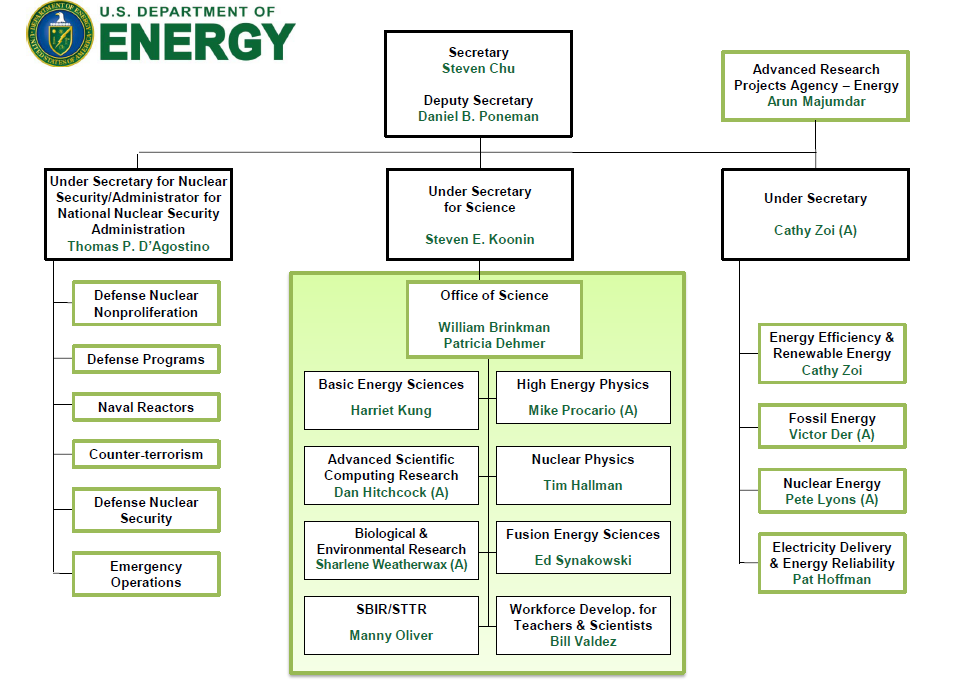 U.S. DEPARTMENT OF
ENERGY
Secretary
Steven Chu
Deputy Secretary
Daniel B. Poneman
Advanced Research
Projects Agency – Energy
Arun Majumdar
Under Secretary for Nuclear
Security/Administrator for
National Nuclear Security
Administration
Thomas P. D’Agostino
Under Secretary
for Science
Steven E. Koonin
Under Secretary
Cathy Zoi (A)
Defense Nuclear
Nonproliferation
Defense Programs
Naval Reactors
Counter-terrorism
Defense Nuclear
Security
Emergency
Operations
Office of Science
William Brinkman
Patricia Dehmer
Basic Energy Sciences
Harriet Kung
High Energy Physics
Mike Procario (A)
Advanced Scientific
Computing Research
Dan Hitchcock (A)
Nuclear Physics
Tim Hallman
Biological &
Environmental Research
Sharlene Weatherwax (A)
Fusion Energy Sciences
Ed Synakowski
SBIR/STTR
Manny Oliver
Workforce Develop. for
Teachers & Scientists
Bill Valdez
Energy Efficiency &
Renewable Energy
Cathy Zoi
Fossil Energy
Victor Der (A)
Nuclear Energy
Pete Lyons (A)
Electricity Delivery
& Energy Reliability
Pat Hoffman